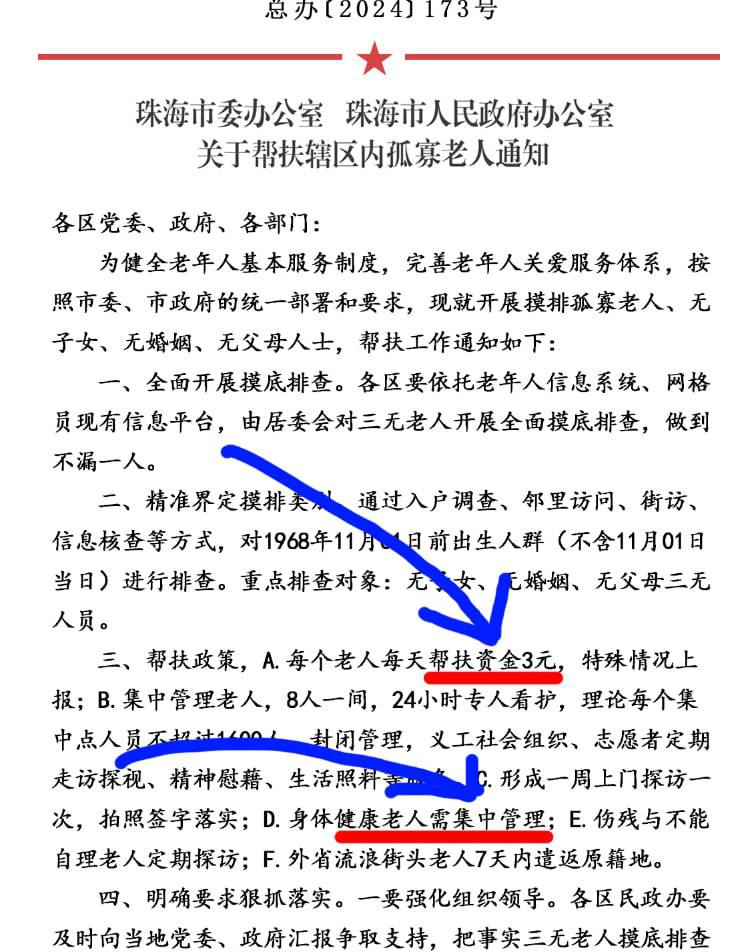 总办〔2024〕173号
珠海市委办公室 珠海市人民政府办公室
关于帮扶辖区内孤寡老人通知
各区党委、政府、各部门：
为健全老年人基本服务制度，完善老年人关爱服务体系，按
照市委、市政府的统一部署和要求，现就开展摸排孤寡老人、无
子女、无婚姻、无父母人士，帮扶工作通知如下：
一、全面开展摸底排查。各区要依托老年人信息系统、网格
员现有信息平台，由居委会对三无老人开展全面摸底排查，做到
不漏一人。
二、精准界定摸排类别 通过入户调查、邻里访问、街访、
信息核查等方式，对1968年11月01日前出生人群（不含11月01日
当日）进行排查。重点排查对象：无子女、无婚姻、无父母三无
人员。
三、帮扶政策，A.每个老人每天帮扶资金3元，特殊情况上
报；B.集中管理老人，8人一间，24小时专人看护，理论每个集
中点人员不超过 人 封闭管理，义工社会组织、志愿者定期
走访探视、精神慰藉、生活照料等服务 C.形成一周上门探访一
次，拍照签字落实；D.身体健康老人需集中管理；E.伤残与不能
自理老人定期探访；F.外省流浪街头老人7天内遣返原籍地。
四、明确要求狠抓落实。一要强化组织领导。各区民政办要
及时向当地党委、政府汇报争取支持，把事实三无老人摸底排查